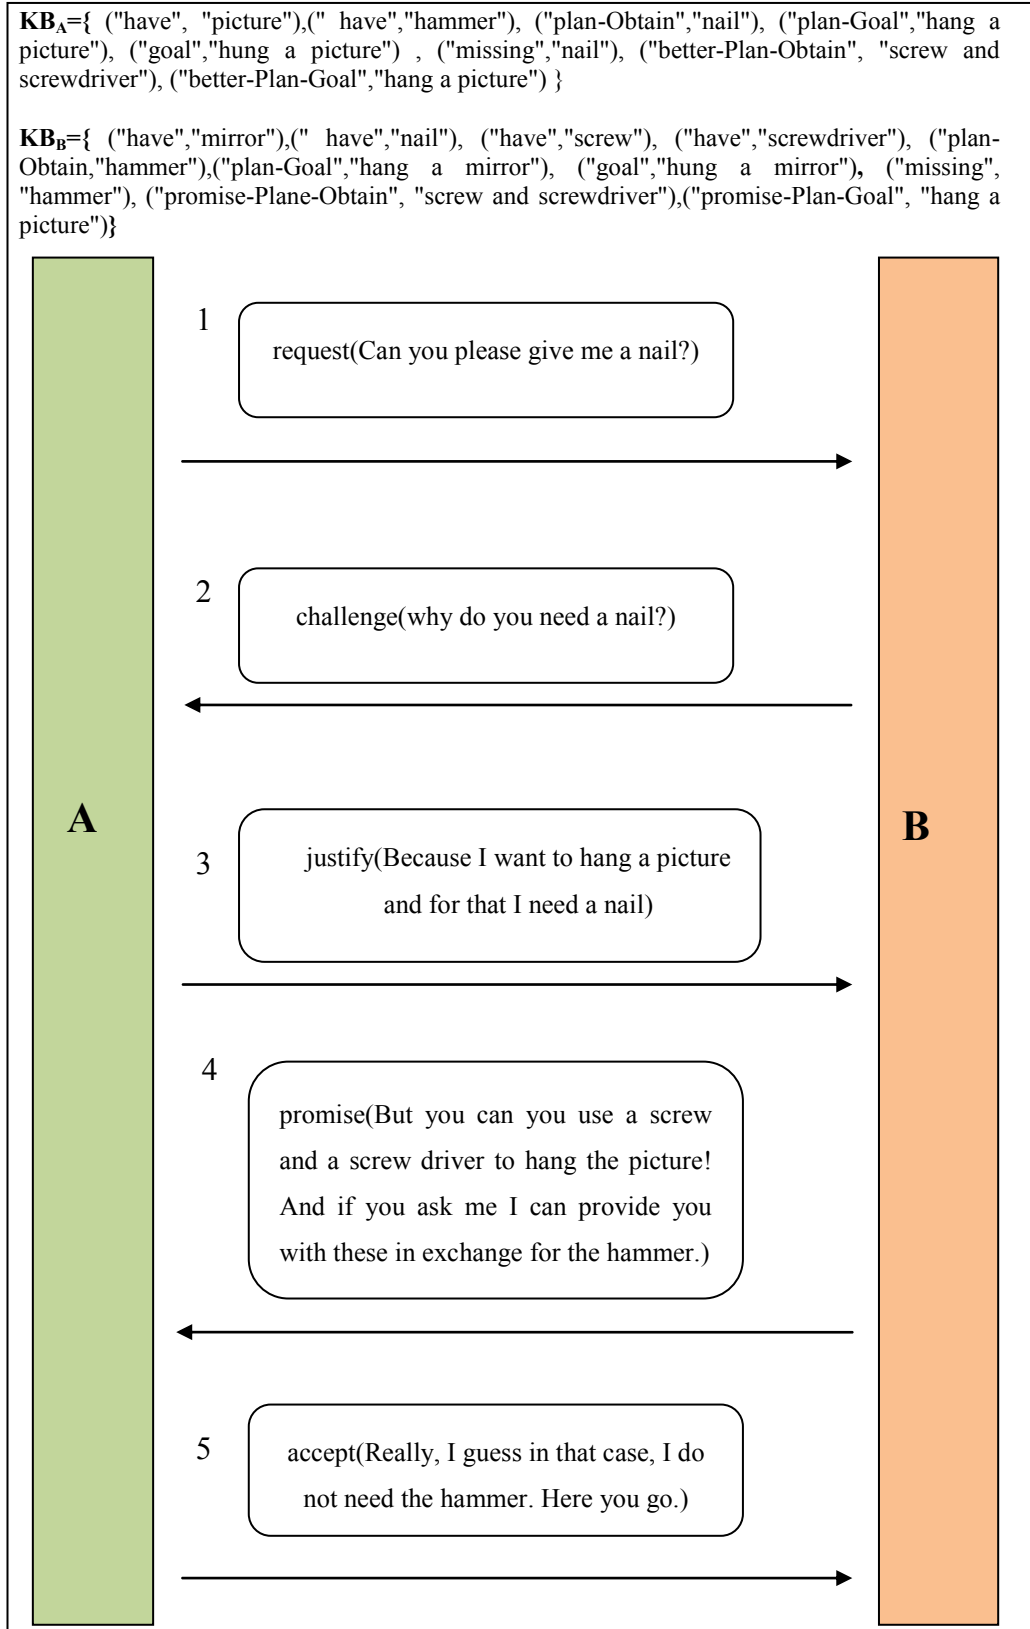 KBA={ ("have", "picture"),(" have","hammer"), ("plan-Obtain","nail"), ("plan-Goal","hang a
picture"), ("goal","hung a picture") , ("missing","nail"), ("better-Plan-Obtain", "screw and
screwdriver"), ("better-Plan-Goal","hang a picture") }
KBB={ ("have","mirror"),(" have","nail"), ("have","screw"), ("have","screwdriver"), ("plan-
Obtain,"hammer"),("plan-Goal","hang a mirror"), ("goal","hung a mirror"), ("missing",
"hammer"), ("promise-Plane-Obtain", "screw and screwdriver"),("promise-Plan-Goal", "hang a
picture")}
1
request(Can you please give me a nail?)
2
challenge(why do you need a nail?)
A
B
3
justify(Because I want to hang a picture
and for that I need a nail)
4
promise(But you can you use a screw
and a screw driver to hang the picture!
And if you ask me I can provide you
with these in exchange for the hammer.)
5
accept(Really, I guess in that case, I do
not need the hammer. Here you go.)